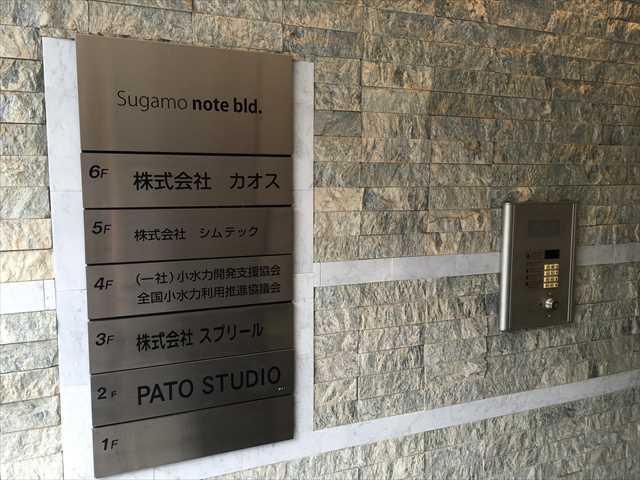 Sugamo note bld.
6F 株式会社 カオス
5F 株式会社 シムテック
4F (一社)小水力開発支援協会
全国小水力利用推進協議会
3F 株式会社 スプリール
2F PATO STUDIO
1F